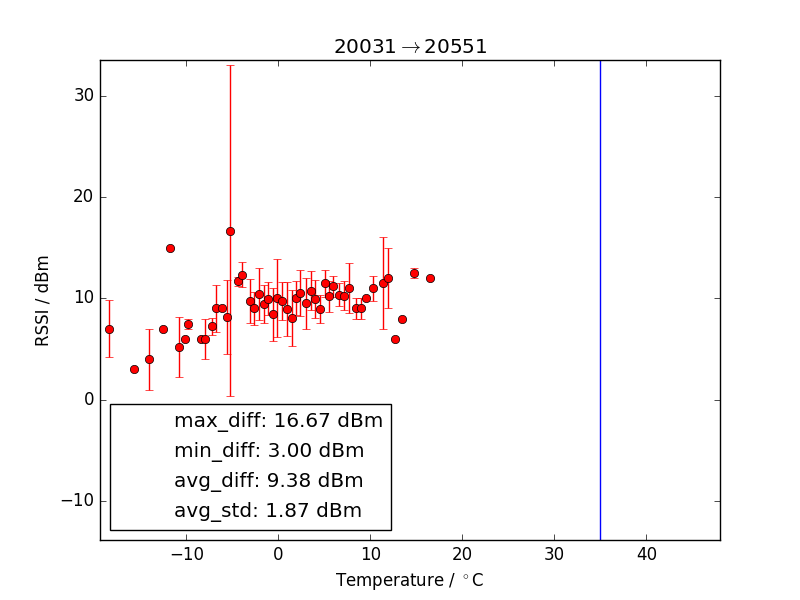 20031→20551
RSSI / dBm
30
20
10
0
−10
max_diff: 16.67 dBm
min_diff: 3.00 dBm
avg_diff: 9.38 dBm
avg_std: 1.87 dBm
−10 0 10 20 30 40
Temperature / °C